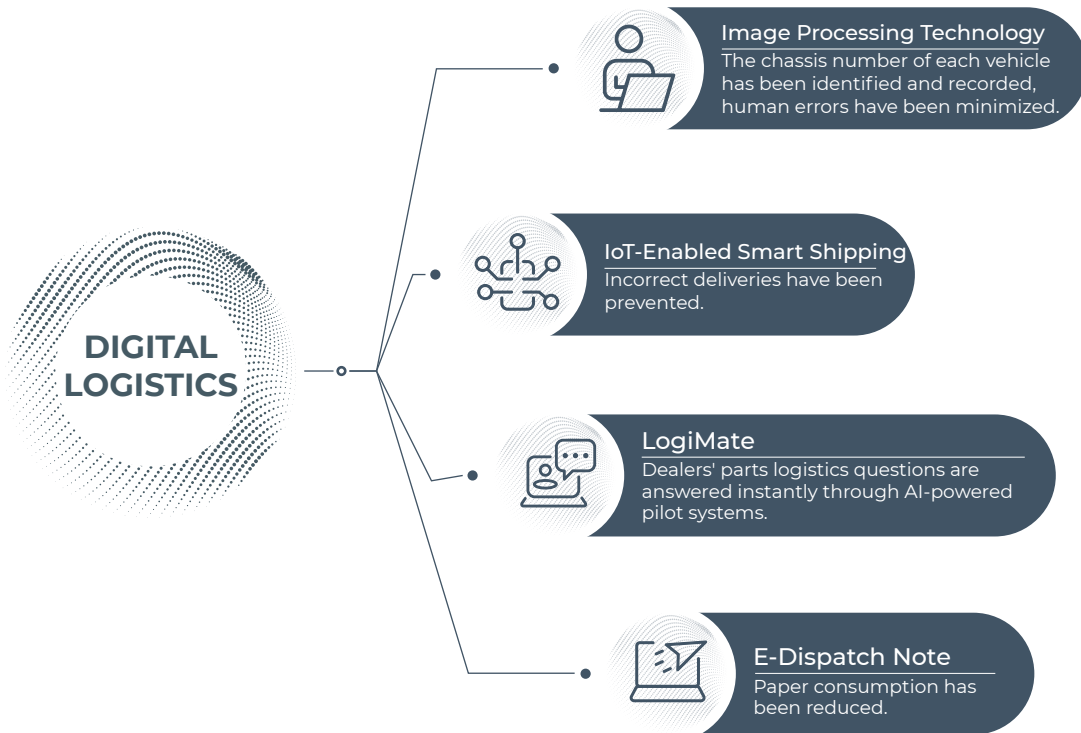 DIGITAL
LOGISTICS
Image Processing Technology
The chassis number of each vehicle
has been identified and recorded,
human errors have been minimized.
IoT-Enabled Smart Shipping
Incorrect deliveries have been
prevented.
LogiMate
Dealers' parts logistics questions are
answered instantly through AI-powered
pilot systems.
E-Dispatch Note
Paper consumption has
been reduced.